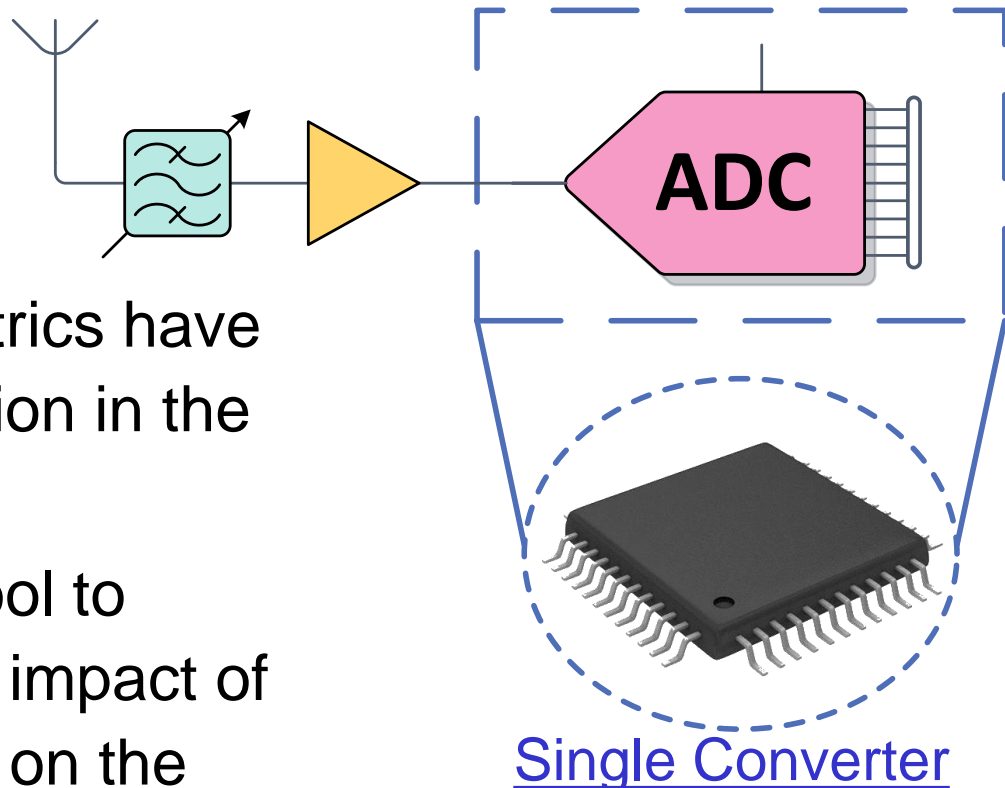 ADC
trics have
ion in the
ool to
impact of
on the
Single Converter